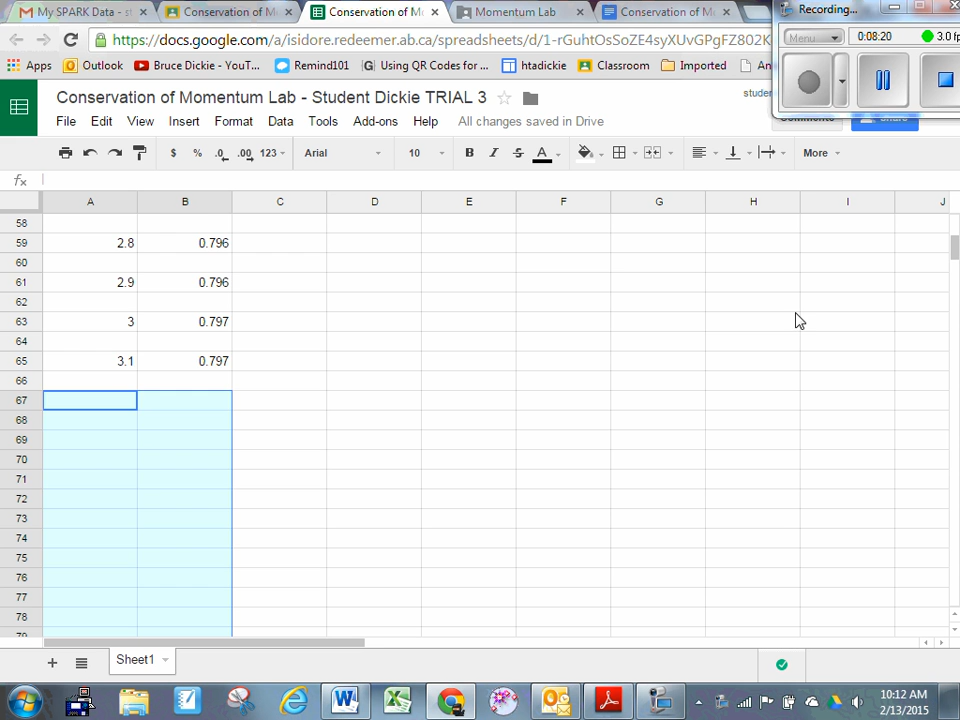 My SPARK Data - s
Conservation of M
Conservation of M
Momentum Lab
Conservation of M
Recording...
https://docs.google.com/a/isidore.redeemer.ab.ca/spreadsheets/d/1-rGuhtOsSoZE4syXUvGPgFZ802K
Menu
0:08:20
3.0 fp
Apps
Outlook
Bruce Dickie - YouT...
Remind101
Using QR Codes for ...
htadickie
Classroom
Imported
An
Conservation of Momentum Lab - Student Dickie TRIAL 3
studen
File Edit View Insert Format Data Tools Add-ons Help All changes saved in Drive
Comments
Share
$ % .0 .00 123 Arial 10 B I S A More
fx
A B C D E F G H I J
58
59 2.8 0.796
60
61 2.9 0.796
62
63 3 0.797
64
65 3.1 0.797
66
67
68
69
70
71
72
73
74
75
76
77
78
79
+ Sheet1
10:12 AM
2/13/2015